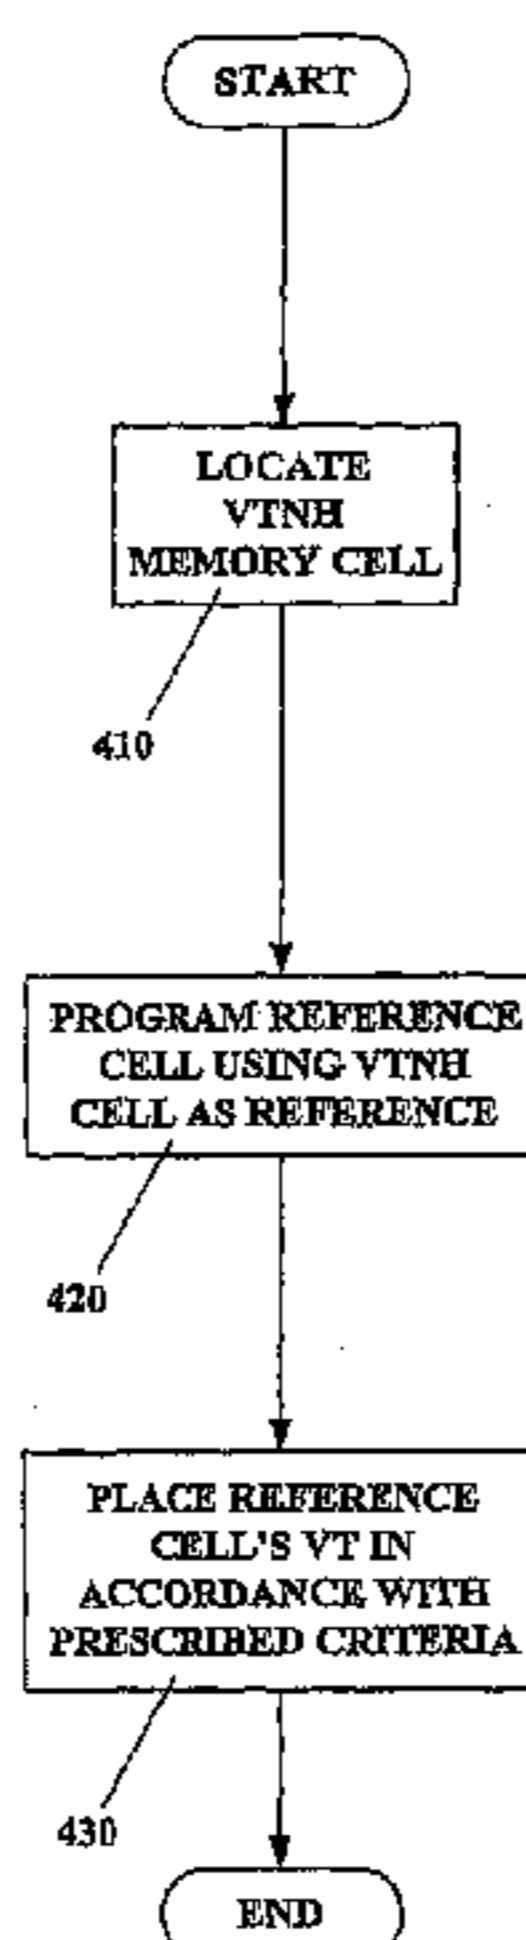 START
LOCATE
VTNH
MEMORY CELL
410
PROGRAM REFERENCE
CELL USING VTNH
CELL AS REFERENCE
420
PLACE REFERENCE
CELL'S VT IN
ACCORDANCE WITH
PRESCRIBED CRITERIA
430
END